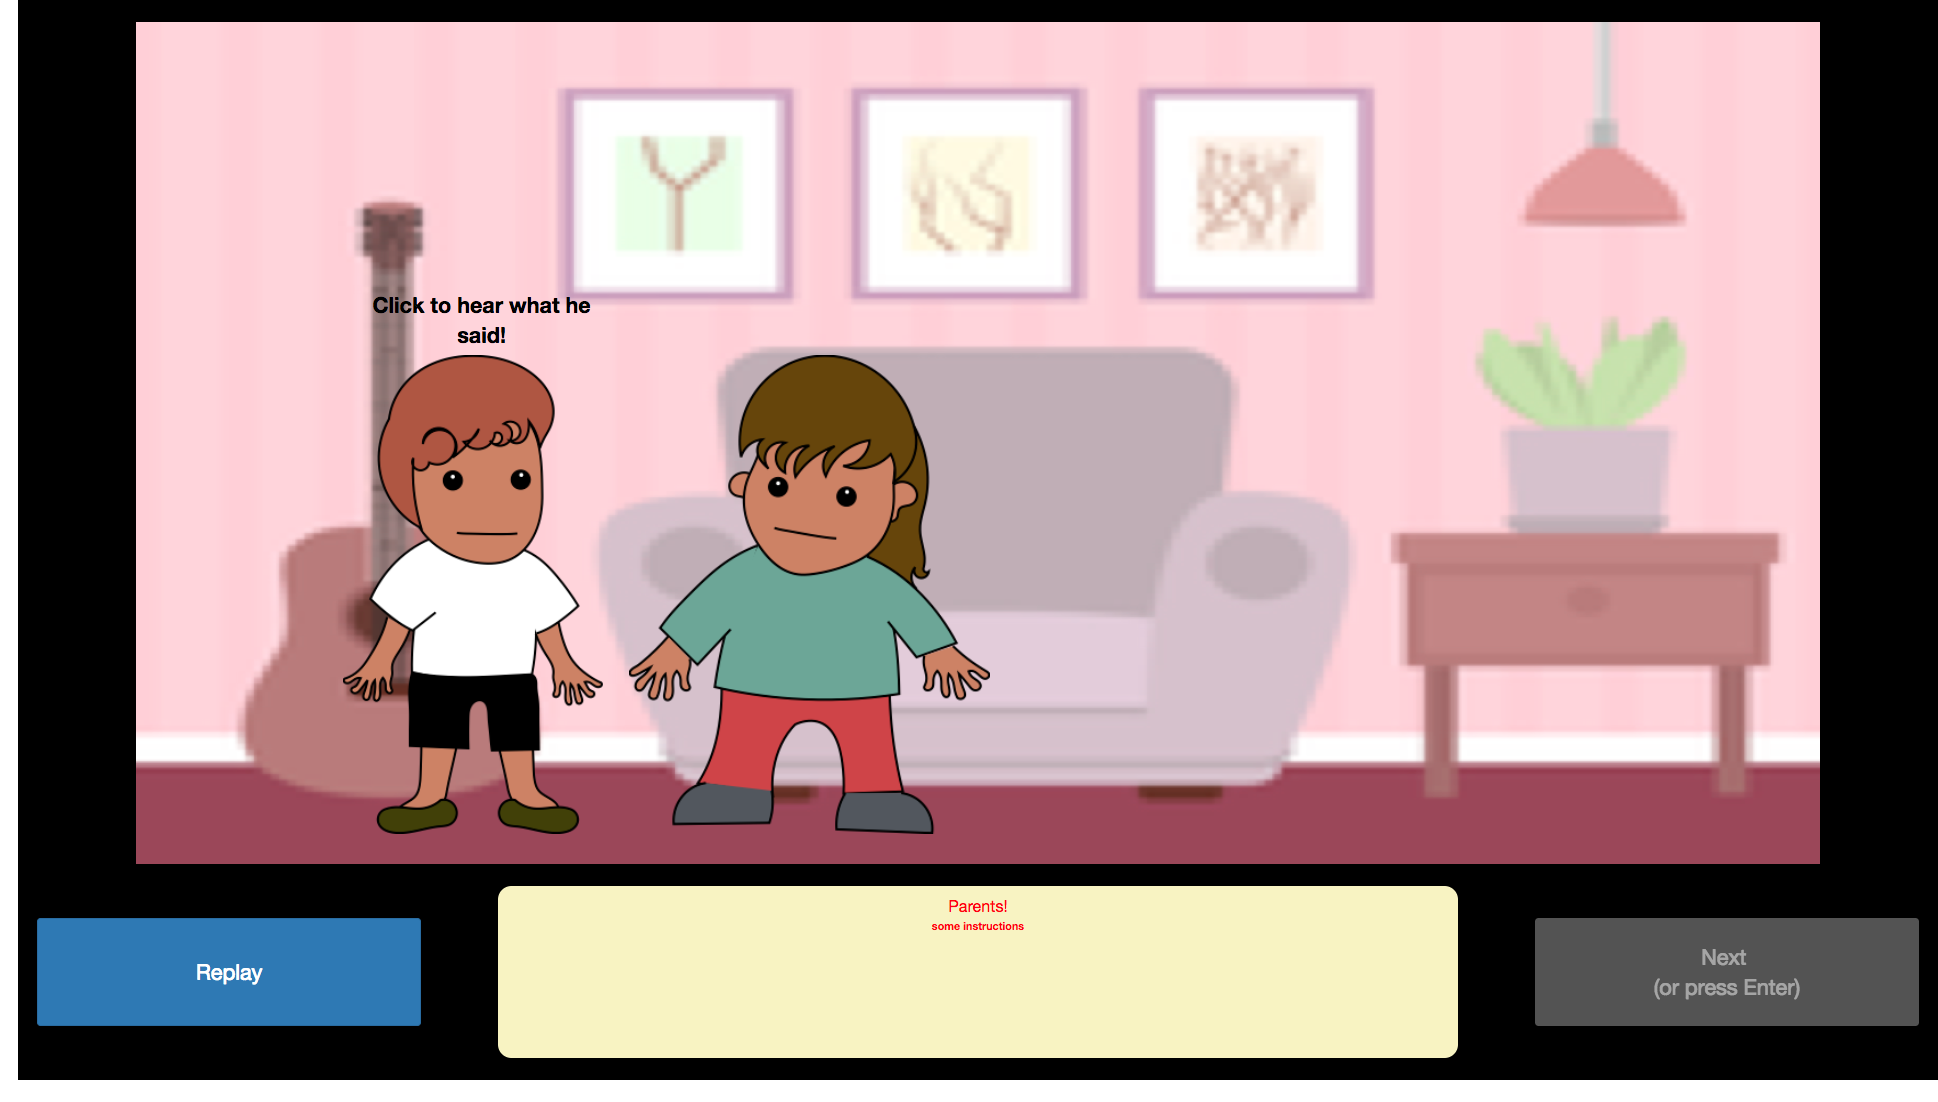 Click to hear what he
said!
Parents!
some instructions
Replay
Next
(or press Enter)